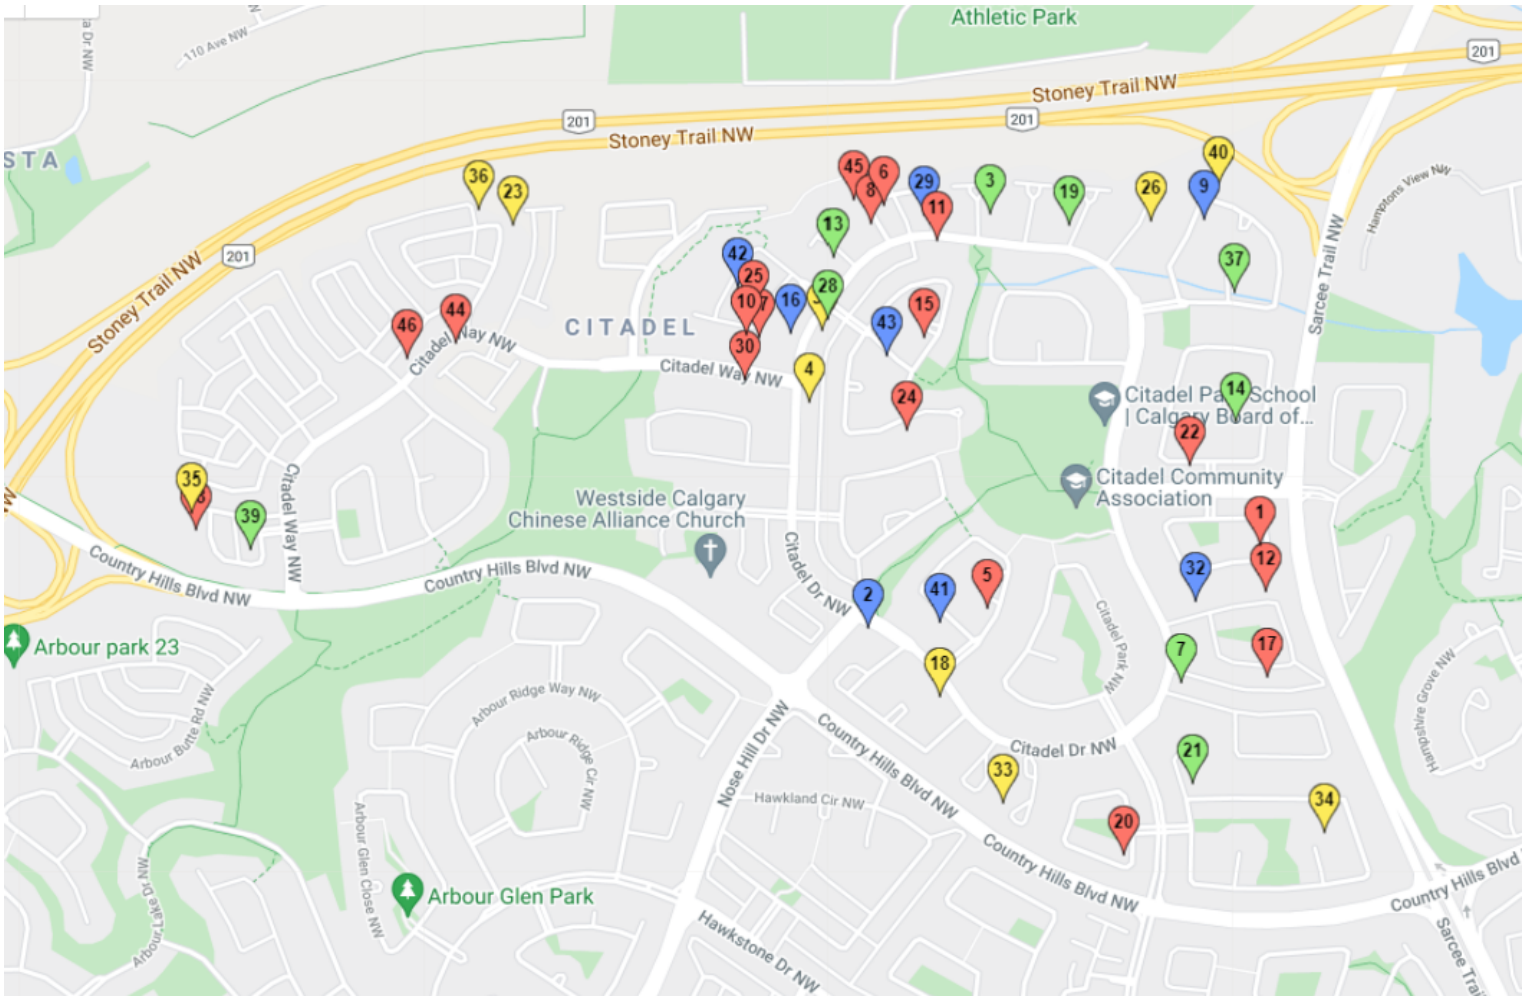 Athletic Park
a Dr NW
110 Ave NW
N
201
Stoney Trail NW
201
Stoney Trail NW
201
STA
36
23
45
6
8
29
11
3
19
26
40
9
Hamptons View NW
13
42
25
10
7
16
28
37
201
Stoney Trail NW
46
44
Citadel Way NW
CITADEL
30
Citadel Way NW
4
43
15
24
Sarcee Trail NW
14
Citadel Park School
| Calgary Board of...
22
Citadel Community
Association
35
39
Citadel Way NW
Westside Calgary
Chinese Alliance Church
1
12
32
Country Hills Blvd NW
Country Hills Blvd NW
Citadel Dr NW
2
41
5
Citadel Park NW
7
17
18
Arbour park 23
Arbour Ridge Way NW
Arbour Butte Rd NW
Arbour Ridge Cir NW
Nose Hill Dr NW
Country Hills Blvd NW
Citadel Dr NW
Hampshire Grove NW
21
33
34
20
Hawkland Cir NW
Arbour Glen Close NW
Country Hills Blvd NW
Country Hills Blvd
Arbour Lake Dr NW
Arbour Glen Park
Hawkstone Dr NW
Sarcee Trai